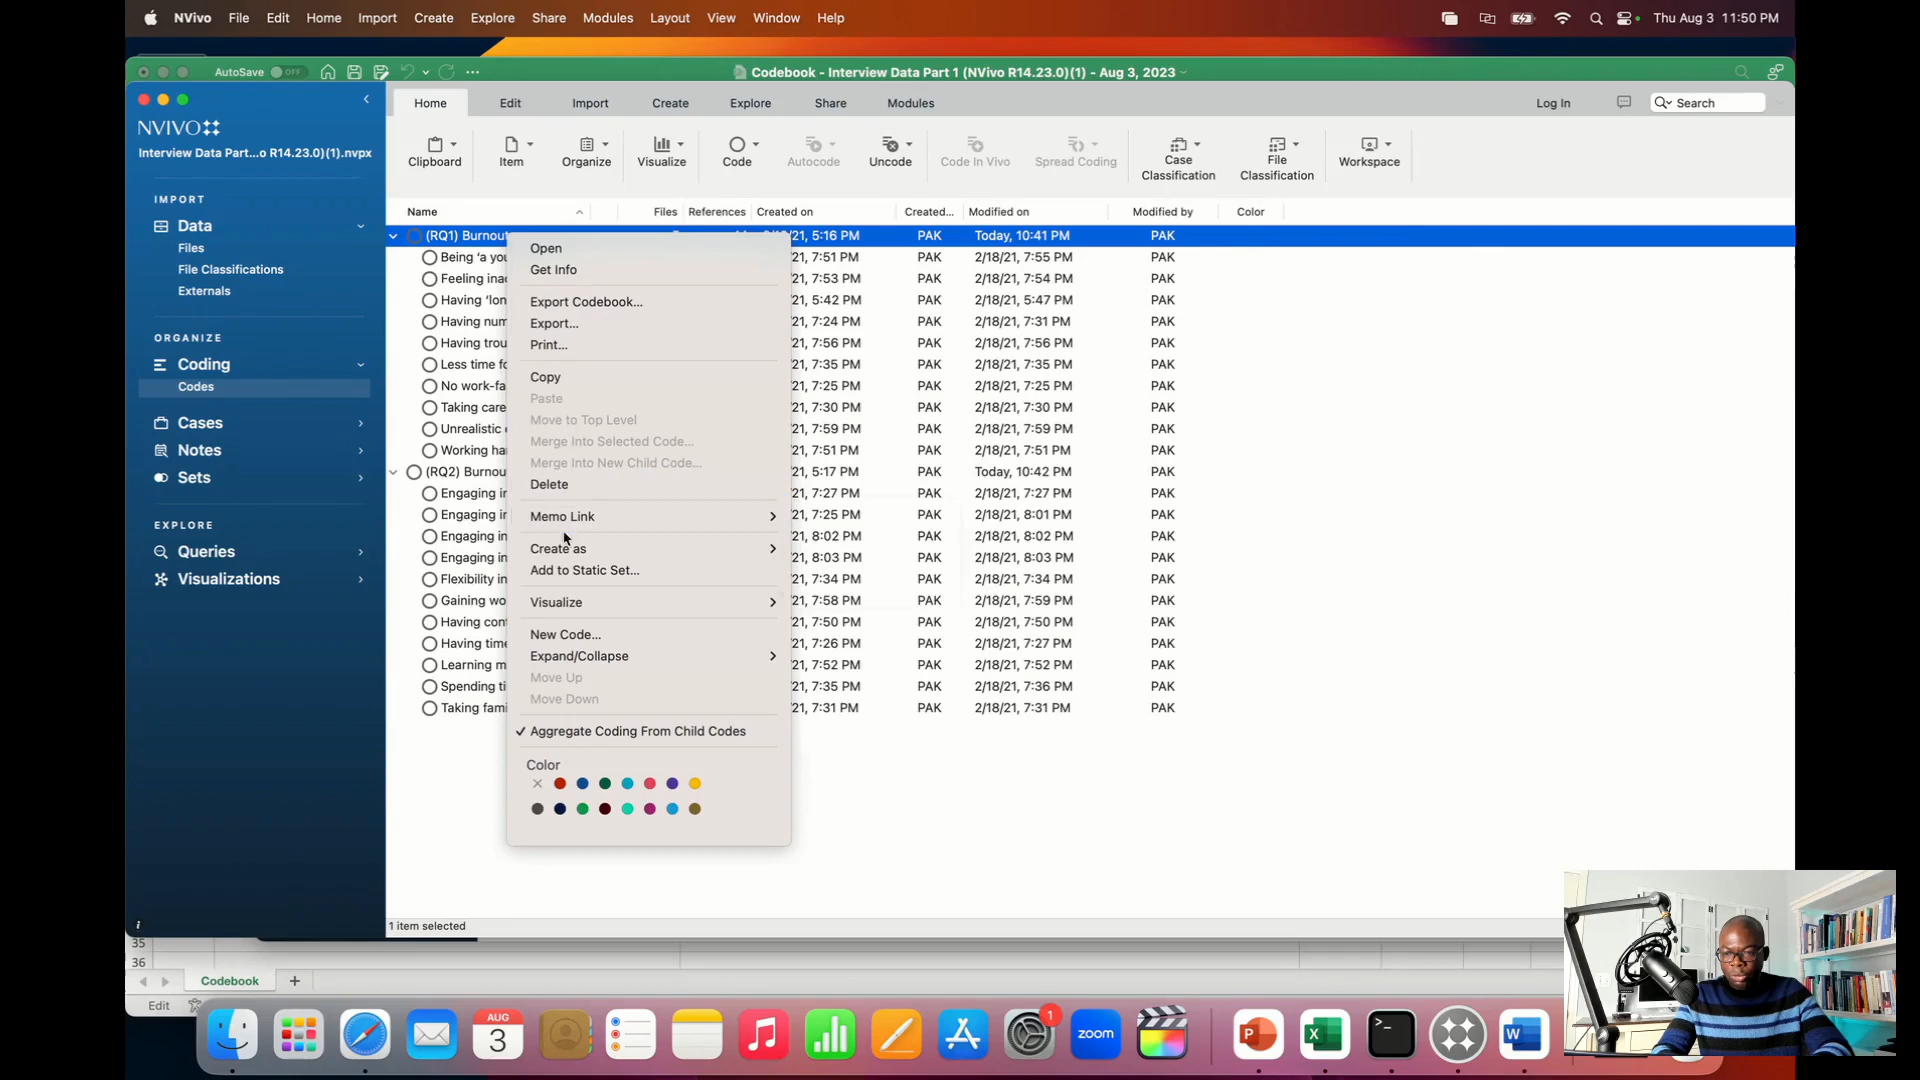 NVivo File Edit Home Import Create Explore Share Modules Layout View Window Help Thu Aug 3 11:50 PM
AutoSave OFF Codebook - Interview Data Part 1 (NVivo R14.23.0)(1) - Aug 3, 2023
NVIVO
Interview Data Part...o R14.23.0)(1).nvpx
IMPORT
Data
Files
File Classifications
Externals
ORGANIZE
Coding
Codes
Cases
Notes
Sets
EXPLORE
Queries
Visualizations
Home Edit Import Create Explore Share Modules Log In Search
Clipboard Item Organize Visualize Code Autocode Uncode Code In Vivo Spread Coding Case Classification File Classification Workspace
Name Files References Created on Created... Modified on Modified by Color
(RQ1) Burnout 21, 5:16 PM PAK Today, 10:41 PM PAK
Being ‘a you 21, 7:51 PM PAK 2/18/21, 7:55 PM PAK
Feeling inad 21, 7:53 PM PAK 2/18/21, 7:54 PM PAK
Having ‘lon 21, 5:42 PM PAK 2/18/21, 5:47 PM PAK
Having num 21, 7:24 PM PAK 2/18/21, 7:31 PM PAK
Having trou 21, 7:56 PM PAK 2/18/21, 7:56 PM PAK
Less time fo 21, 7:35 PM PAK 2/18/21, 7:35 PM PAK
No work-fa 21, 7:25 PM PAK 2/18/21, 7:25 PM PAK
Taking care 21, 7:30 PM PAK 2/18/21, 7:30 PM PAK
Unrealistic 21, 7:59 PM PAK 2/18/21, 7:59 PM PAK
Working har 21, 7:51 PM PAK 2/18/21, 7:51 PM PAK
(RQ2) Burnou 21, 5:17 PM PAK Today, 10:42 PM PAK
Engaging in 21, 7:27 PM PAK 2/18/21, 7:27 PM PAK
Engaging in 21, 7:25 PM PAK 2/18/21, 8:01 PM PAK
Engaging in 21, 8:02 PM PAK 2/18/21, 8:02 PM PAK
Engaging in 21, 8:03 PM PAK 2/18/21, 8:03 PM PAK
Flexibility in 21, 7:34 PM PAK 2/18/21, 7:34 PM PAK
Gaining wo 21, 7:58 PM PAK 2/18/21, 7:59 PM PAK
Having cont 21, 7:50 PM PAK 2/18/21, 7:50 PM PAK
Having time 21, 7:26 PM PAK 2/18/21, 7:27 PM PAK
Learning m 21, 7:52 PM PAK 2/18/21, 7:52 PM PAK
Spending ti 21, 7:35 PM PAK 2/18/21, 7:36 PM PAK
Taking fami 21, 7:31 PM PAK 2/18/21, 7:31 PM PAK
Open
Get Info
Export Codebook...
Export...
Print...
Copy
Paste
Move to Top Level
Merge Into Selected Code...
Merge Into New Child Code...
Delete
Memo Link
Create as
Add to Static Set...
Visualize
New Code...
Expand/Collapse
Move Up
Move Down
✓ Aggregate Coding From Child Codes
Color
1 item selected
35
36
Codebook
Edit
AUG
3
1
zoom